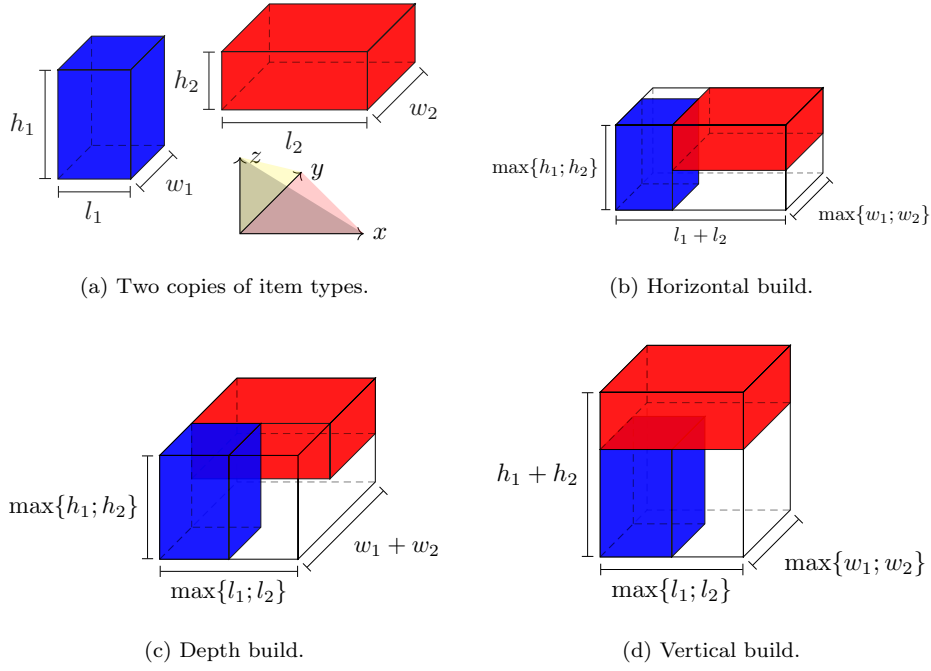 h₁
l₁
w₁
h₂
l₂
w₂
z
y
x
(a) Two copies of item types.
max{h₁; h₂}
l₁ + l₂
max{w₁; w₂}
(b) Horizontal build.
max{h₁; h₂}
max{l₁; l₂}
w₁ + w₂
(c) Depth build.
h₁ + h₂
max{l₁; l₂}
max{w₁; w₂}
(d) Vertical build.